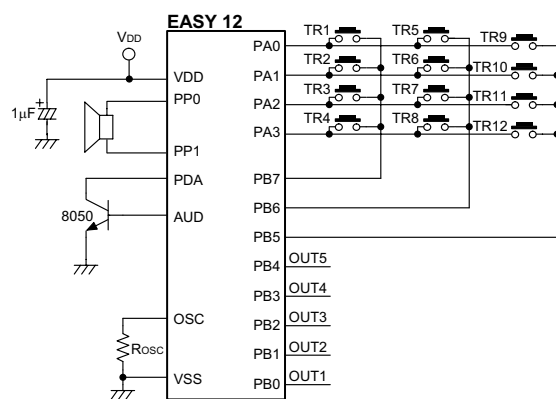 EASY 12
VDD
1μF
+
8050
ROSC
VDD
PP0
PP1
PDA
AUD
OSC
VSS
PA0
PA1
PA2
PA3
PB7
PB6
PB5
PB4
PB3
PB2
PB1
PB0
TR1 TR5 TR9
TR2 TR6 TR10
TR3 TR7 TR11
TR4 TR8 TR12
OUT5
OUT4
OUT3
OUT2
OUT1